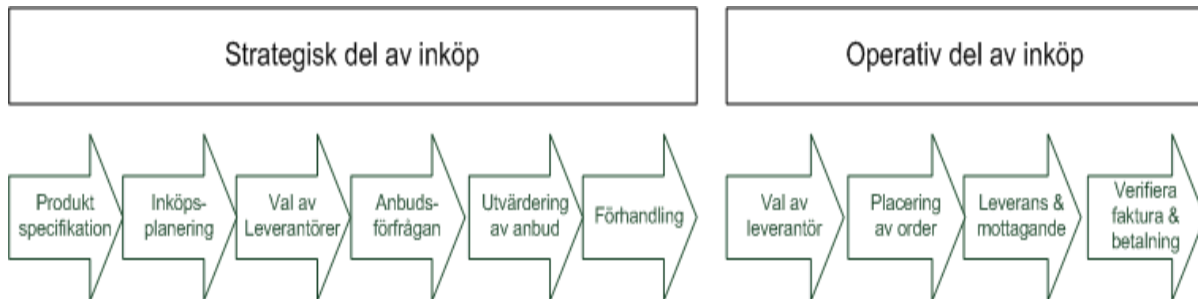 Strategisk del av inköp
Operativ del av inköp
Produkt
specifikation
Inköps-
planering
Val av
Leverantörer
Anbuds-
förfrågan
Utvärdering
av anbud
Förhandling
Val av
leverantör
Placering
av order
Leverans &
mottagande
Verifiera
faktura &
betalning